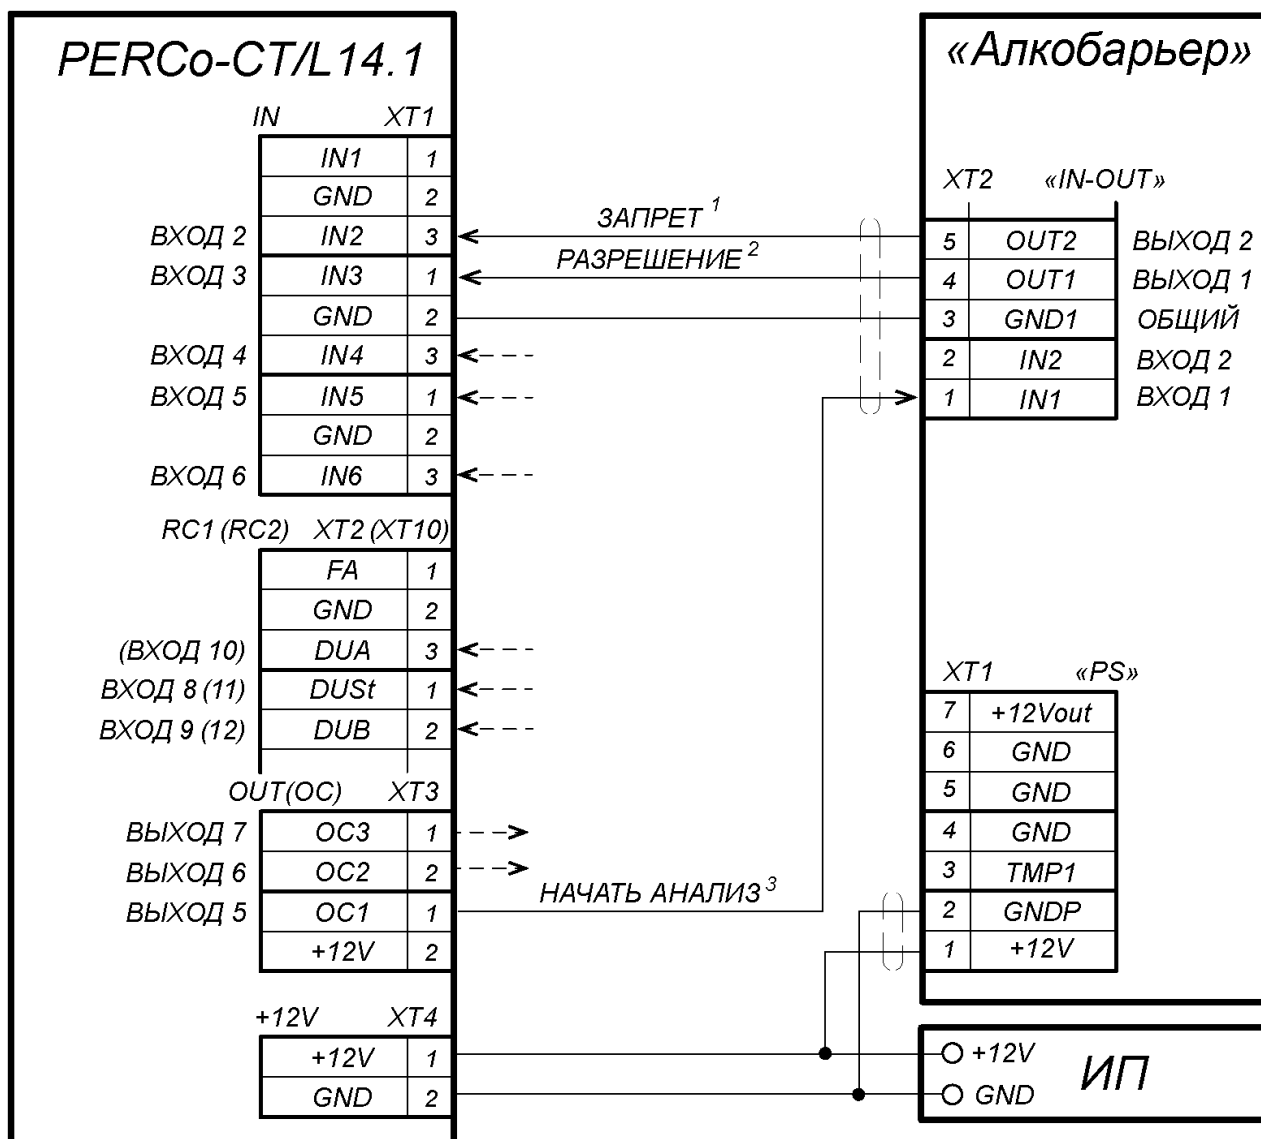 PERCo-CT/L14.1
IN XT1
IN1 1
GND 2
ВХОД 2 IN2 3
ВХОД 3 IN3 1
GND 2
ВХОД 4 IN4 3
ВХОД 5 IN5 1
GND 2
ВХОД 6 IN6 3
RC1 (RC2) XT2 (XT10)
FA 1
GND 2
(ВХОД 10) DUA 3
ВХОД 8 (11) DUSt 1
ВХОД 9 (12) DUB 2
OUT(OC) XT3
ВЫХОД 7 OC3 1
ВЫХОД 6 OC2 2
ВЫХОД 5 OC1 1
+12V 2
+12V XT4
+12V 1
GND 2
ЗАПРЕТ 1
РАЗРЕШЕНИЕ 2
НАЧАТЬ АНАЛИЗ 3
«Алкобарьер»
XT2 «IN-OUT»
5 OUT2 ВЫХОД 2
4 OUT1 ВЫХОД 1
3 GND1 ОБЩИЙ
2 IN2 ВХОД 2
1 IN1 ВХОД 1
XT1 «PS»
7 +12Vout
6 GND
5 GND
4 GND
3 TMP1
2 GNDP
1 +12V
+12V
GND
ИП